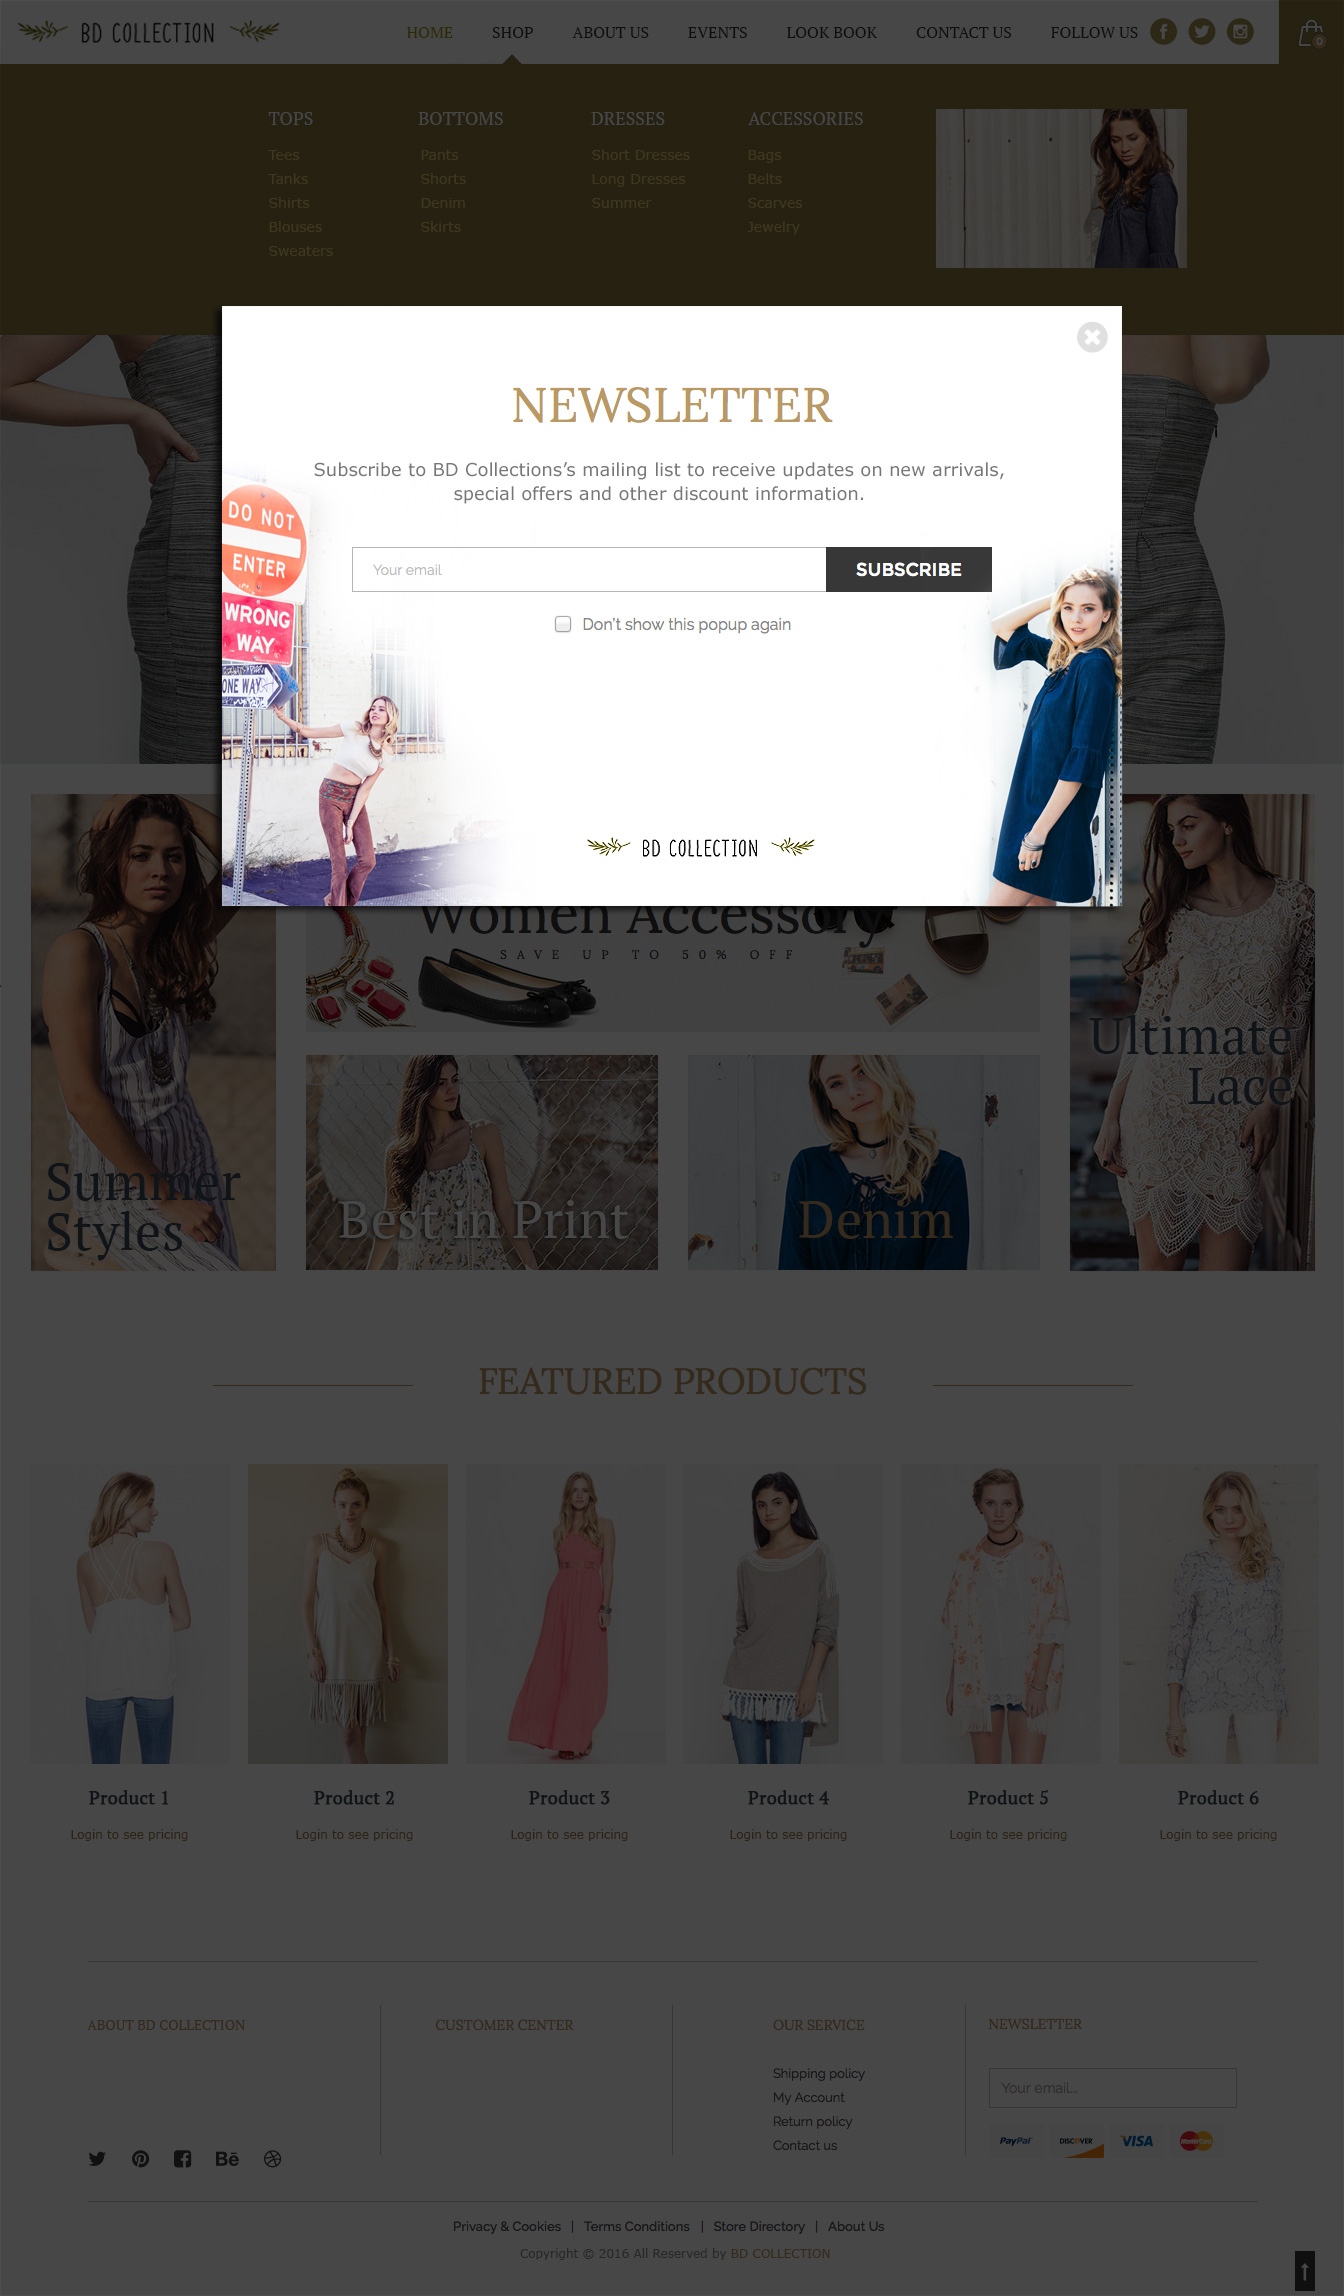 BD COLLECTION
HOME SHOP ABOUT US EVENTS LOOK BOOK CONTACT US FOLLOW US
0
TOPS BOTTOMS DRESSES ACCESSORIES
Tees Pants Short Dresses Bags
Tanks Shorts Long Dresses Belts
Shirts Denim Summer Scarves
Blouses Skirts Jewelry
Sweaters
NEWSLETTER
Subscribe to BD Collections’s mailing list to receive updates on new arrivals,
special offers and other discount information.
Your email SUBSCRIBE
Don't show this popup again
DO NOT
ENTER
WRONG
WAY
ONE WAY
BD COLLECTION
Women Accessory
SAVE UP TO 50% OFF
Ultimate
Lace
Summer
Styles
Best in Print
Denim
FEATURED PRODUCTS
Product 1 Product 2 Product 3 Product 4 Product 5 Product 6
Login to see pricing Login to see pricing Login to see pricing Login to see pricing Login to see pricing Login to see pricing
ABOUT BD COLLECTION
CUSTOMER CENTER
OUR SERVICE
Shipping policy
My Account
Return policy
Contact us
NEWSLETTER
Your email...
PayPal DISCOVER VISA MasterCard
Bē
Privacy & Cookies | Terms Conditions | Store Directory | About Us
Copyright © 2016 All Reserved by BD COLLECTION